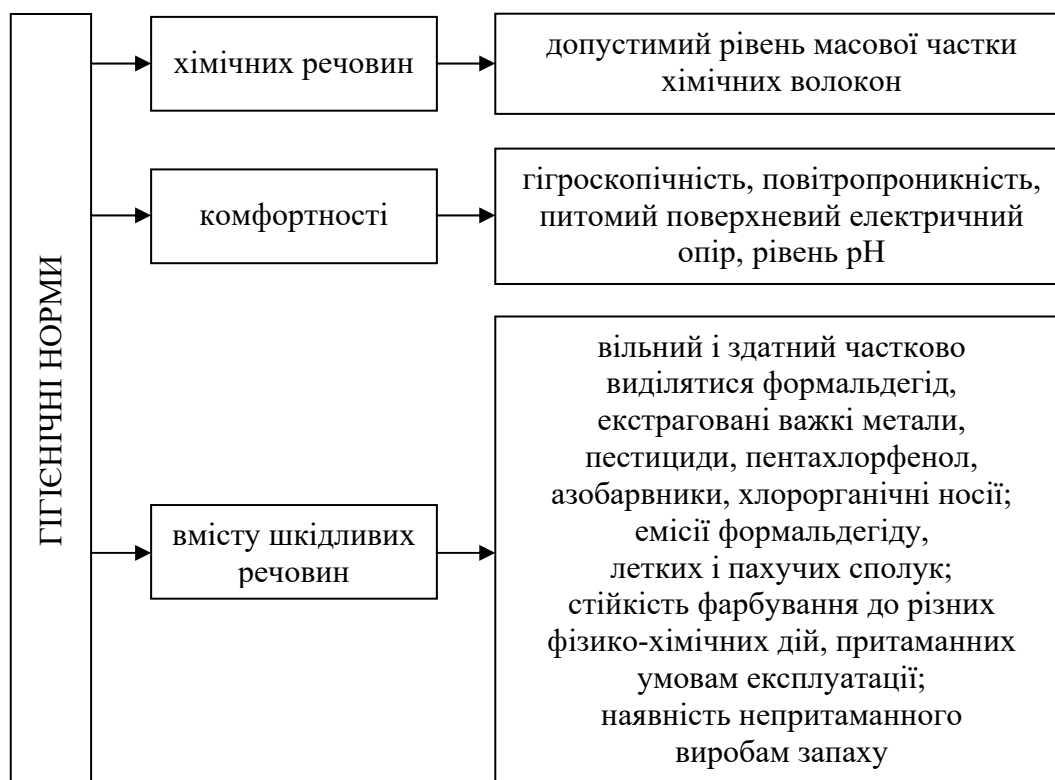 ГІГІЄНІЧНІ НОРМИ
хімічних речовин
допустимий рівень масової частки
хімічних волокон
комфортності
гігроскопічність, повітропроникність,
питомий поверхневий електричний
опір, рівень pH
вмісту шкідливих
речовин
вільний і здатний частково
виділятися формальдегід,
екстраговані важкі метали,
пестициди, пентахлорфенол,
азобарвники, хлорорганічні носії;
емісії формальдегіду,
летких і пахучих сполук;
стійкість фарбування до різних
фізико-хімічних дій, притаманних
умовам експлуатації;
наявність непритаманного
виробам запаху